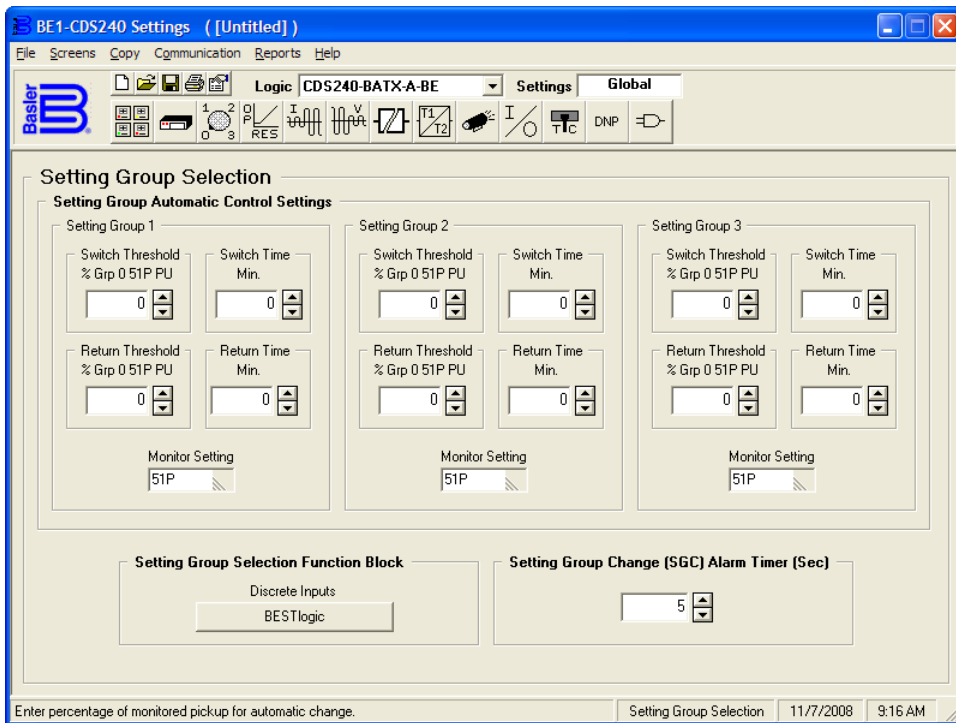 BE1-CDS240 Settings ( [Untitled] )
File Screens Copy Communication Reports Help
Basler
Logic CDS240-BATX-A-BE Settings Global
1 2 0 3 O P RES I V T1 T2 I O T C DNP
Setting Group Selection
Setting Group Automatic Control Settings
Setting Group 1
Switch Threshold
% Grp 0 51P PU
0
Switch Time
Min.
0
Return Threshold
% Grp 0 51P PU
0
Return Time
Min.
0
Monitor Setting
51P
Setting Group 2
Switch Threshold
% Grp 0 51P PU
0
Switch Time
Min.
0
Return Threshold
% Grp 0 51P PU
0
Return Time
Min.
0
Monitor Setting
51P
Setting Group 3
Switch Threshold
% Grp 0 51P PU
0
Switch Time
Min.
0
Return Threshold
% Grp 0 51P PU
0
Return Time
Min.
0
Monitor Setting
51P
Setting Group Selection Function Block
Discrete Inputs
BESTlogic
Setting Group Change (SGC) Alarm Timer (Sec)
5
Enter percentage of monitored pickup for automatic change. Setting Group Selection 11/7/2008 9:16 AM